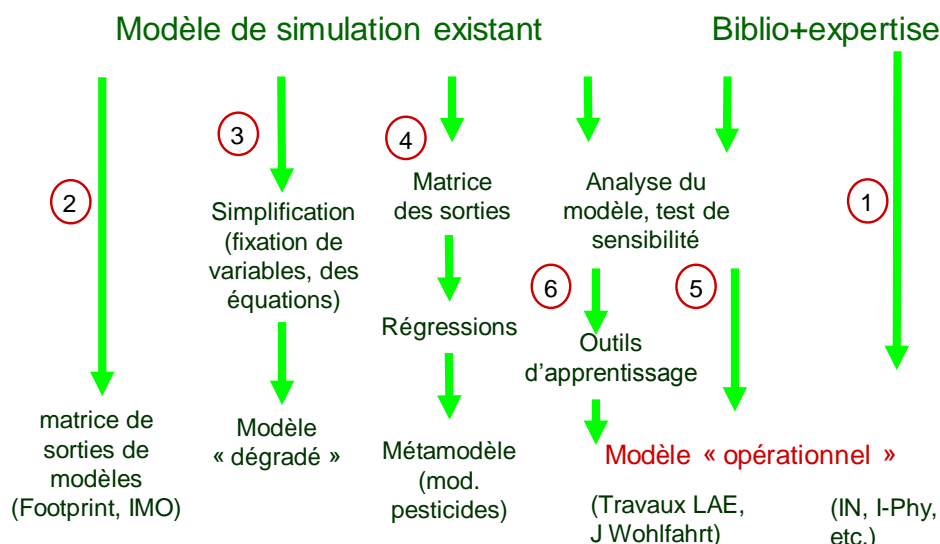 Modèle de simulation existant
Biblio+expertise
2
3
4
6
5
1
Simplification
(fixation de
variables, des
équations)
Matrice
des sorties
Analyse du
modèle, test de
sensibilité
Régressions
Outils
d’apprentissage
matrice de
sorties de
modèles
(Footprint, IMO)
Modèle
« dégradé »
Métamodèle
(mod.
pesticides)
Modèle « opérationnel »
(Travaux LAE,
J Wohlfahrt)
(IN, I-Phy,
etc.)